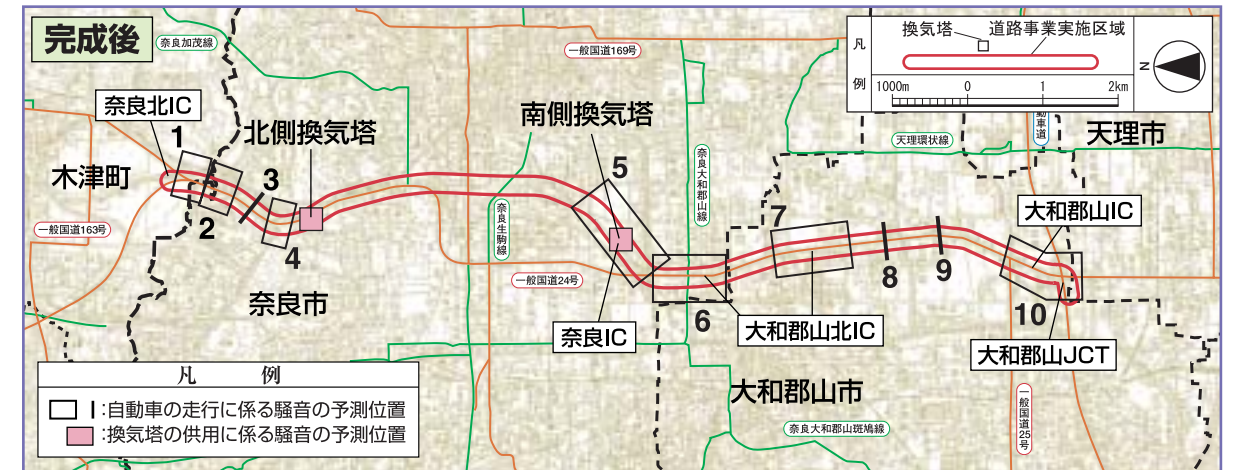 完成後
奈良加茂線
一般国道169号
凡
例
換気塔
道路事業実施区域
1000m 0 1 2km
N
奈良北IC
1
北側換気塔
南側換気塔
5
動車道
天理市
木津町
3
天理環状線
奈良大和郡山線
7
大和郡山IC
一般国道163号
2
4
奈良生駒線
一般国道24号
8
9
奈良市
奈良IC
6
大和郡山北IC
10
大和郡山JCT
大和郡山市
一般国道25号
奈良大和郡山斑鳩線
凡 例
:自動車の走行に係る騒音の予測位置
:換気塔の供用に係る騒音の予測位置